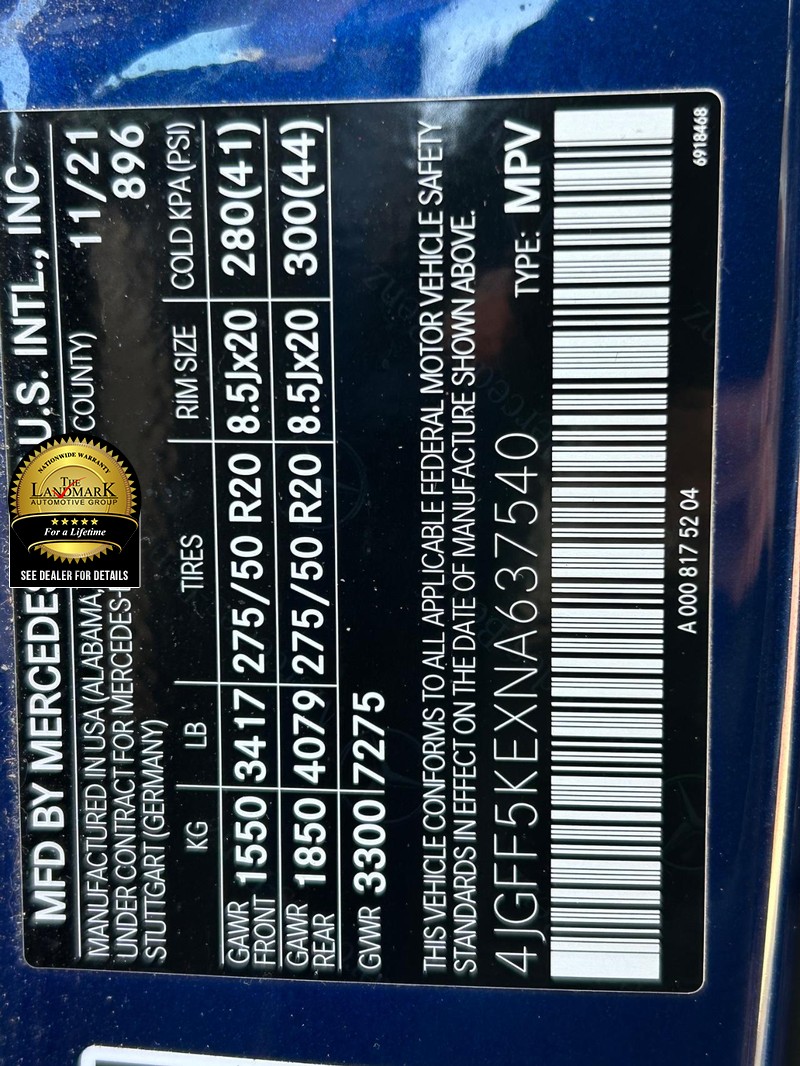 MFD BY MERCEDES U.S. INTL., INC
MANUFACTURED IN USA (ALABAMA, COUNTY) 11/21
UNDER CONTRACT FOR MERCEDES- 896
STUTTGART (GERMANY)
KG LB TIRES RIM SIZE COLD KPA (PSI)
GAWR FRONT 1550 3417 275/50 R20 8.5Jx20 280(41)
GAWR REAR 1850 4079 275/50 R20 8.5Jx20 300(44)
GVWR 3300 7275
THIS VEHICLE CONFORMS TO ALL APPLICABLE FEDERAL MOTOR VEHICLE SAFETY
STANDARDS IN EFFECT ON THE DATE OF MANUFACTURE SHOWN ABOVE.
4JGFF5KEXNA637540 TYPE: MPV
A 000 817 52 04
6918468
NATIONWIDE WARRANTY
THE
LANDMARK
AUTOMOTIVE GROUP
For a Lifetime
SEE DEALER FOR DETAILS